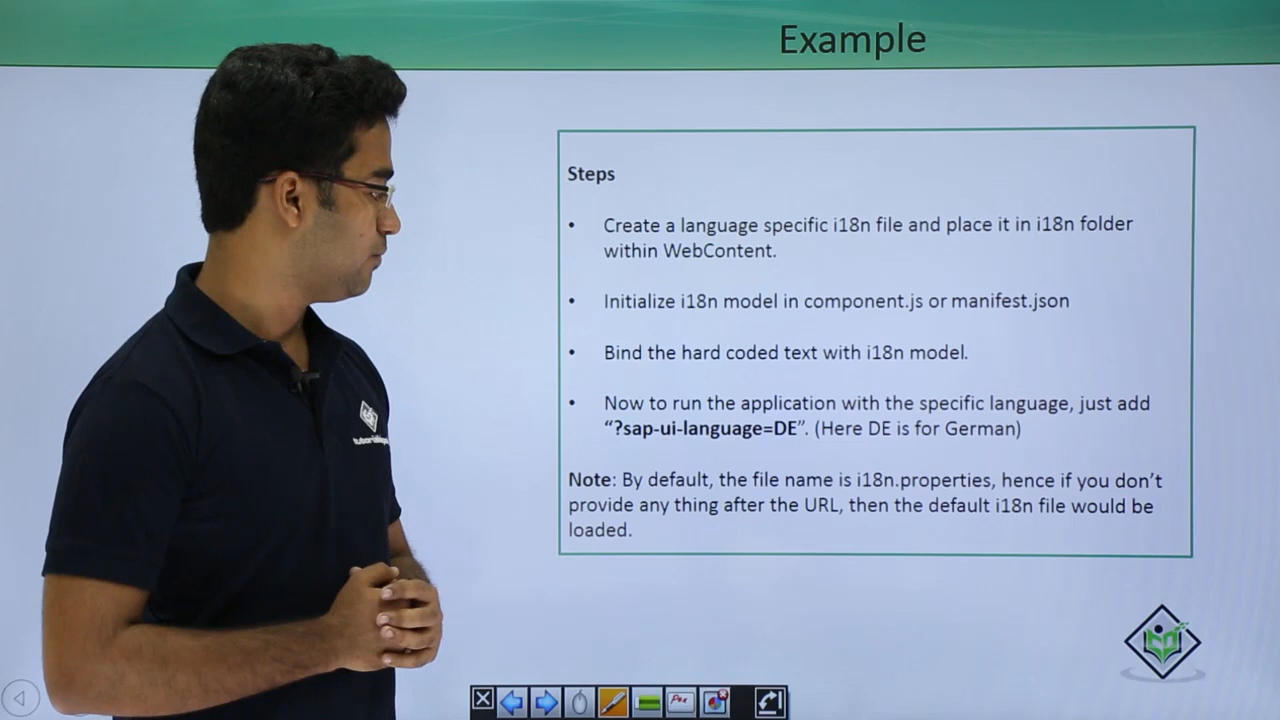 Example
Steps
• Create a language specific i18n file and place it in i18n folder
within WebContent.
• Initialize i18n model in component.js or manifest.json
• Bind the hard coded text with i18n model.
• Now to run the application with the specific language, just add
“?sap-ui-language=DE”. (Here DE is for German)
Note: By default, the file name is i18n.properties, hence if you don’t
provide any thing after the URL, then the default i18n file would be
loaded.